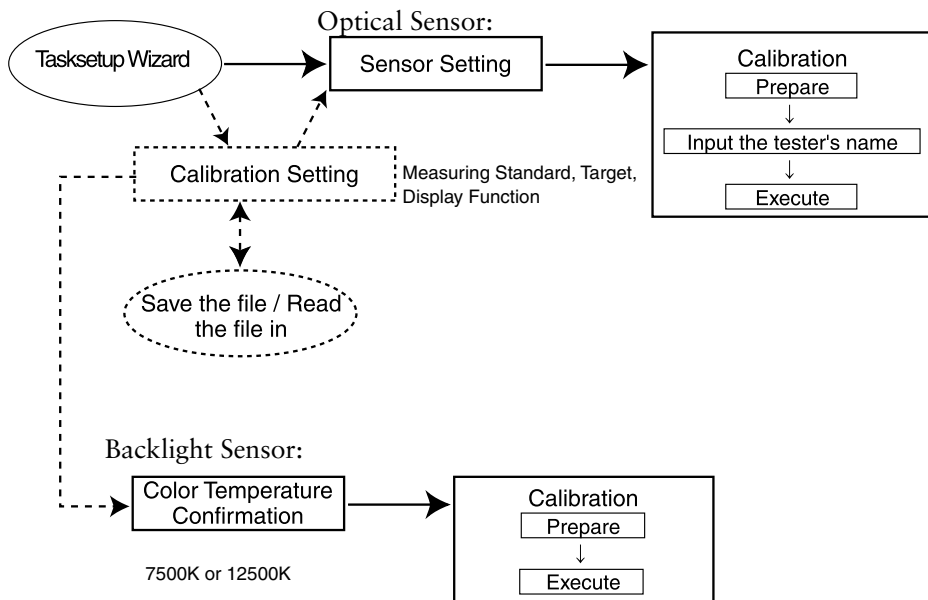 Optical Sensor:
Tasksetup Wizard
Sensor Setting
Calibration
Prepare
↓
Input the tester's name
↓
Execute
Calibration Setting
Measuring Standard, Target,
Display Function
Save the file / Read
the file in
Backlight Sensor:
Color Temperature
Confirmation
7500K or 12500K
Calibration
Prepare
↓
Execute